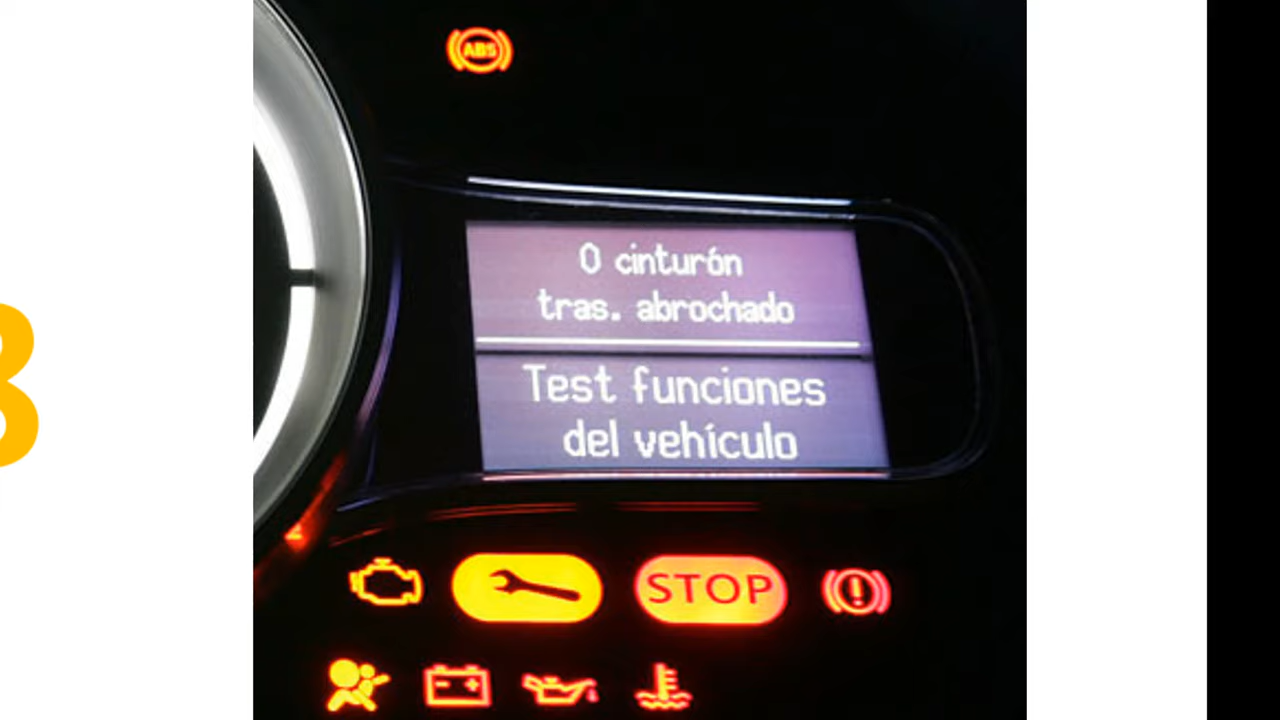 ABS
0 cinturón
tras. abrochado
Test funciones
del vehículo
STOP